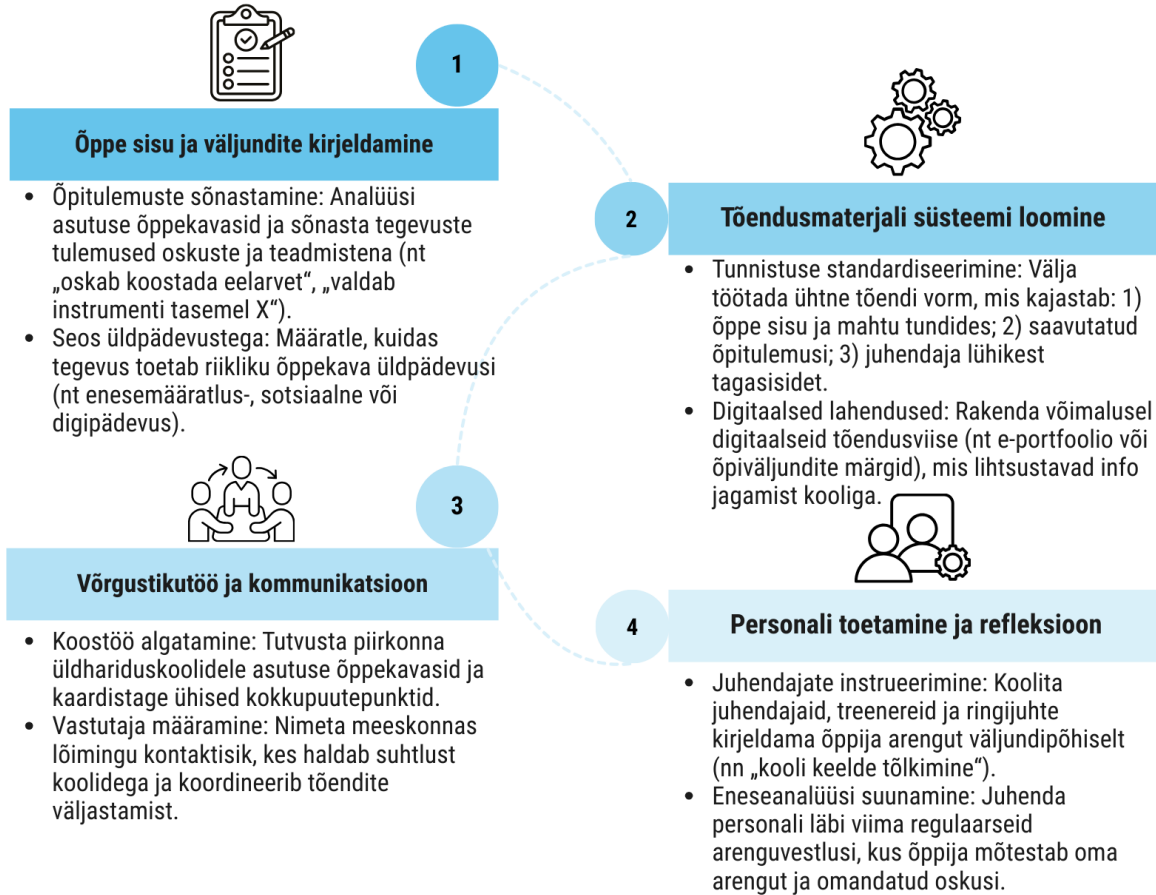 1
Õppe sisu ja väljundite kirjeldamine
• Õpitulemuste sõnastamine: Analüüsi
asutuse õppekavasid ja sõnasta tegevuste
tulemused oskuste ja teadmistena (nt
„oskab koostada eelarvet“, „valdab
instrumenti tasemel X“).
• Seos üldpädevustega: Määratle, kuidas
tegevus toetab riikliku õppekava üldpädevusi
(nt enesemääratlus-, sotsiaalne või
digipädevus).
2
Tõendusmaterjali süsteemi loomine
• Tunnistuse standardiseerimine: Välja
töötada ühtne tõendi vorm, mis kajastab: 1)
õppe sisu ja mahtu tundides; 2) saavutatud
õpitulemusi; 3) juhendaja lühikest
tagasisidet.
• Digitaalsed lahendused: Rakenda võimalusel
digitaalseid tõendusviise (nt e-portfoolio või
õpiväljundite märgid), mis lihtsustavad info
jagamist kooliga.
3
Võrgustikutöö ja kommunikatsioon
• Koostöö algatamine: Tutvusta piirkonna
üldhariduskoolidele asutuse õppekavasid ja
kaardistage ühised kokkupuutepunktid.
• Vastutaja määramine: Nimeta meeskonnas
lõimingu kontaktisik, kes haldab suhtlust
koolidega ja koordineerib tõendite
väljastamist.
4
Personali toetamine ja refleksioon
• Juhendajate instrueerimine: Koolita
juhendajaid, treenereid ja ringijuhte
kirjeldama õppija arengut väljundipõhiselt
(nn „kooli keelde tõlkimine“).
• Eneseanalüüsi suunamine: Juhenda
personali läbi viima regulaarseid
arenguvestlusi, kus õppija mõtestab oma
arengut ja omandatud oskusi.